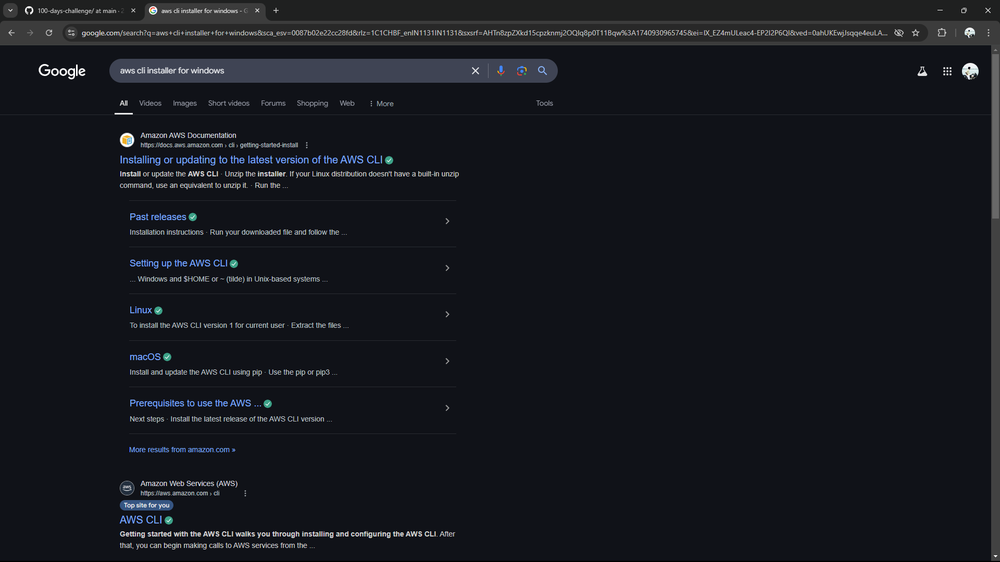 100-days-challenge/ at main · 2
aws cli installer for windows - G
google.com/search?q=aws+cli+installer+for+windows&sca_esv=0087b02e22cc28fd&rlz=1C1CHBF_enIN1131IN1131&sxsrf=AHTn8zpZXkd15cpzknmj2OQIq8p0T11Bqw%3A1740930965745&ei=IX_EZ4mULeac4-EP2I2P6QI&ved=0ahUKEwjJsqqe4euLA...
Google
aws cli installer for windows
All Videos Images Short videos Forums Shopping Web More Tools
Amazon AWS Documentation
https://docs.aws.amazon.com › cli › getting-started-install
Installing or updating to the latest version of the AWS CLI
Install or update the AWS CLI · Unzip the installer. If your Linux distribution doesn't have a built-in unzip
command, use an equivalent to unzip it. · Run the ...
Past releases
Installation instructions · Run your downloaded file and follow the ...
Setting up the AWS CLI
... Windows and $HOME or ~ (tilde) in Unix-based systems ...
Linux
To install the AWS CLI version 1 for current user · Extract the files ...
macOS
Install and update the AWS CLI using pip · Use the pip or pip3 ...
Prerequisites to use the AWS ...
Next steps · Install the latest release of the AWS CLI version ...
More results from amazon.com »
aws
Amazon Web Services (AWS)
https://aws.amazon.com › cli
Top site for you
AWS CLI
Getting started with the AWS CLI walks you through installing and configuring the AWS CLI. After
that, you can begin making calls to AWS services from the ...